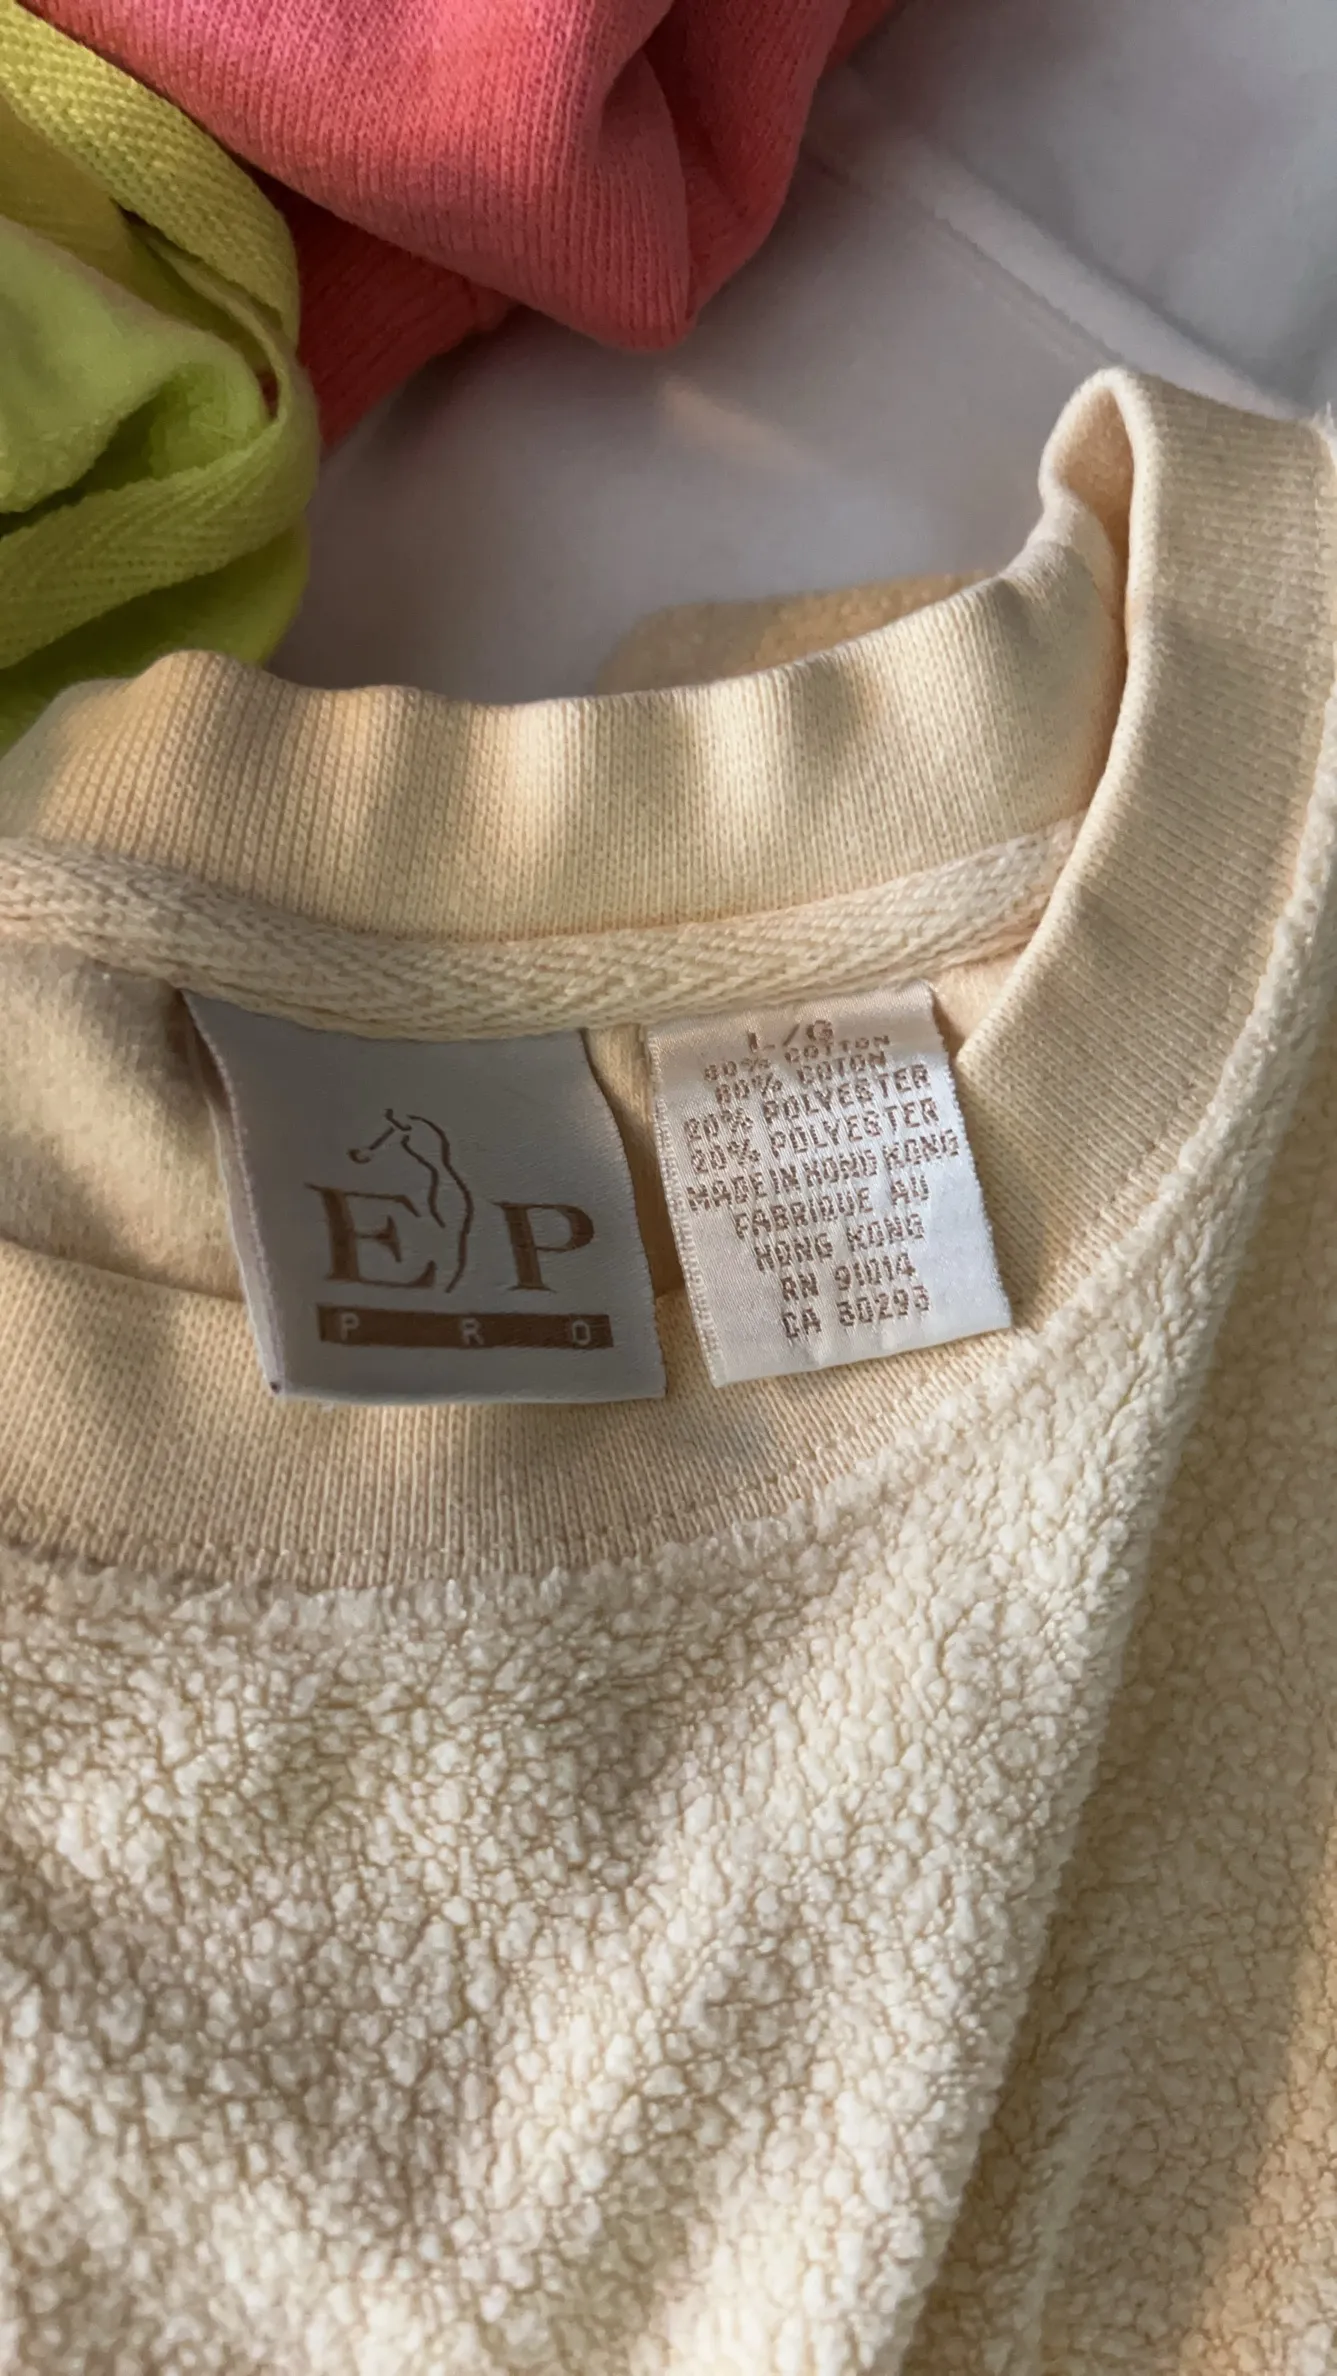 E P
PRO
L/G
80% COTTON
80% COTON
20% POLYESTER
20% POLYESTER
MADE IN HONG KONG
FABRIQUE AU
HONG KONG
RN 91014
CA 30293